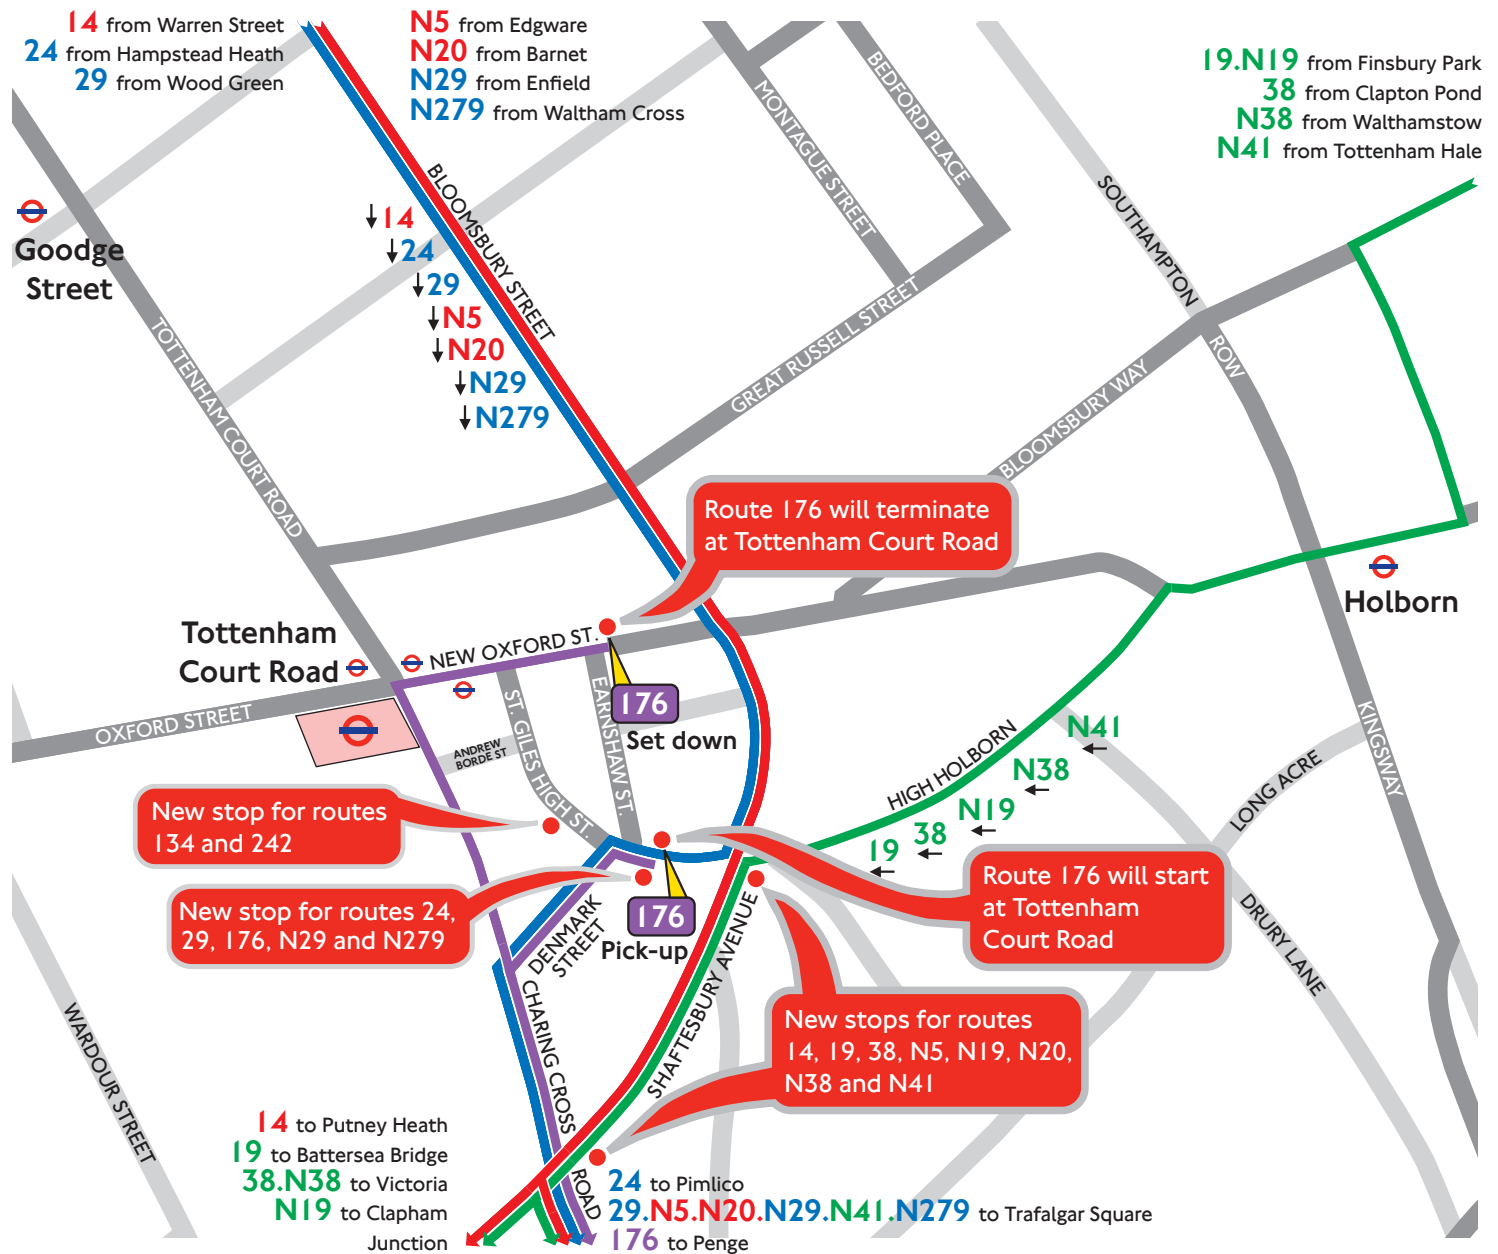 14 from Warren Street
24 from Hampstead Heath
29 from Wood Green
N5 from Edgware
N20 from Barnet
N29 from Enfield
N279 from Waltham Cross
19.N19 from Finsbury Park
38 from Clapton Pond
N38 from Walthamstow
N41 from Tottenham Hale
BEDFORD PLACE
MONTAGUE STREET
BLOOMSBURY STREET
SOUTHAMPTON
ROW
Goodge
Street
14
24
29
N5
N20
N29
N279
TOTTENHAM COURT ROAD
GREAT RUSSELL STREET
BLOOMSBURY WAY
Route 176 will terminate
at Tottenham Court Road
Holborn
Tottenham
Court Road
NEW OXFORD ST.
OXFORD STREET
ST. GILES HIGH ST.
EARNSHAW ST.
176
Set down
ANDREW
BORDE ST
KINGSWAY
N41
N38
N19
38
19
HIGH HOLBORN
LONG ACRE
New stop for routes
134 and 242
New stop for routes 24,
29, 176, N29 and N279
176
Pick-up
DENMARK
STREET
Route 176 will start
at Tottenham
Court Road
DRURY LANE
SHAFTESBURY AVENUE
CHARING CROSS
ROAD
WARDOUR STREET
New stops for routes
14, 19, 38, N5, N19, N20,
N38 and N41
14 to Putney Heath
19 to Battersea Bridge
38.N38 to Victoria
N19 to Clapham
Junction
24 to Pimlico
29.N5.N20.N29.N41.N279 to Trafalgar Square
176 to Penge